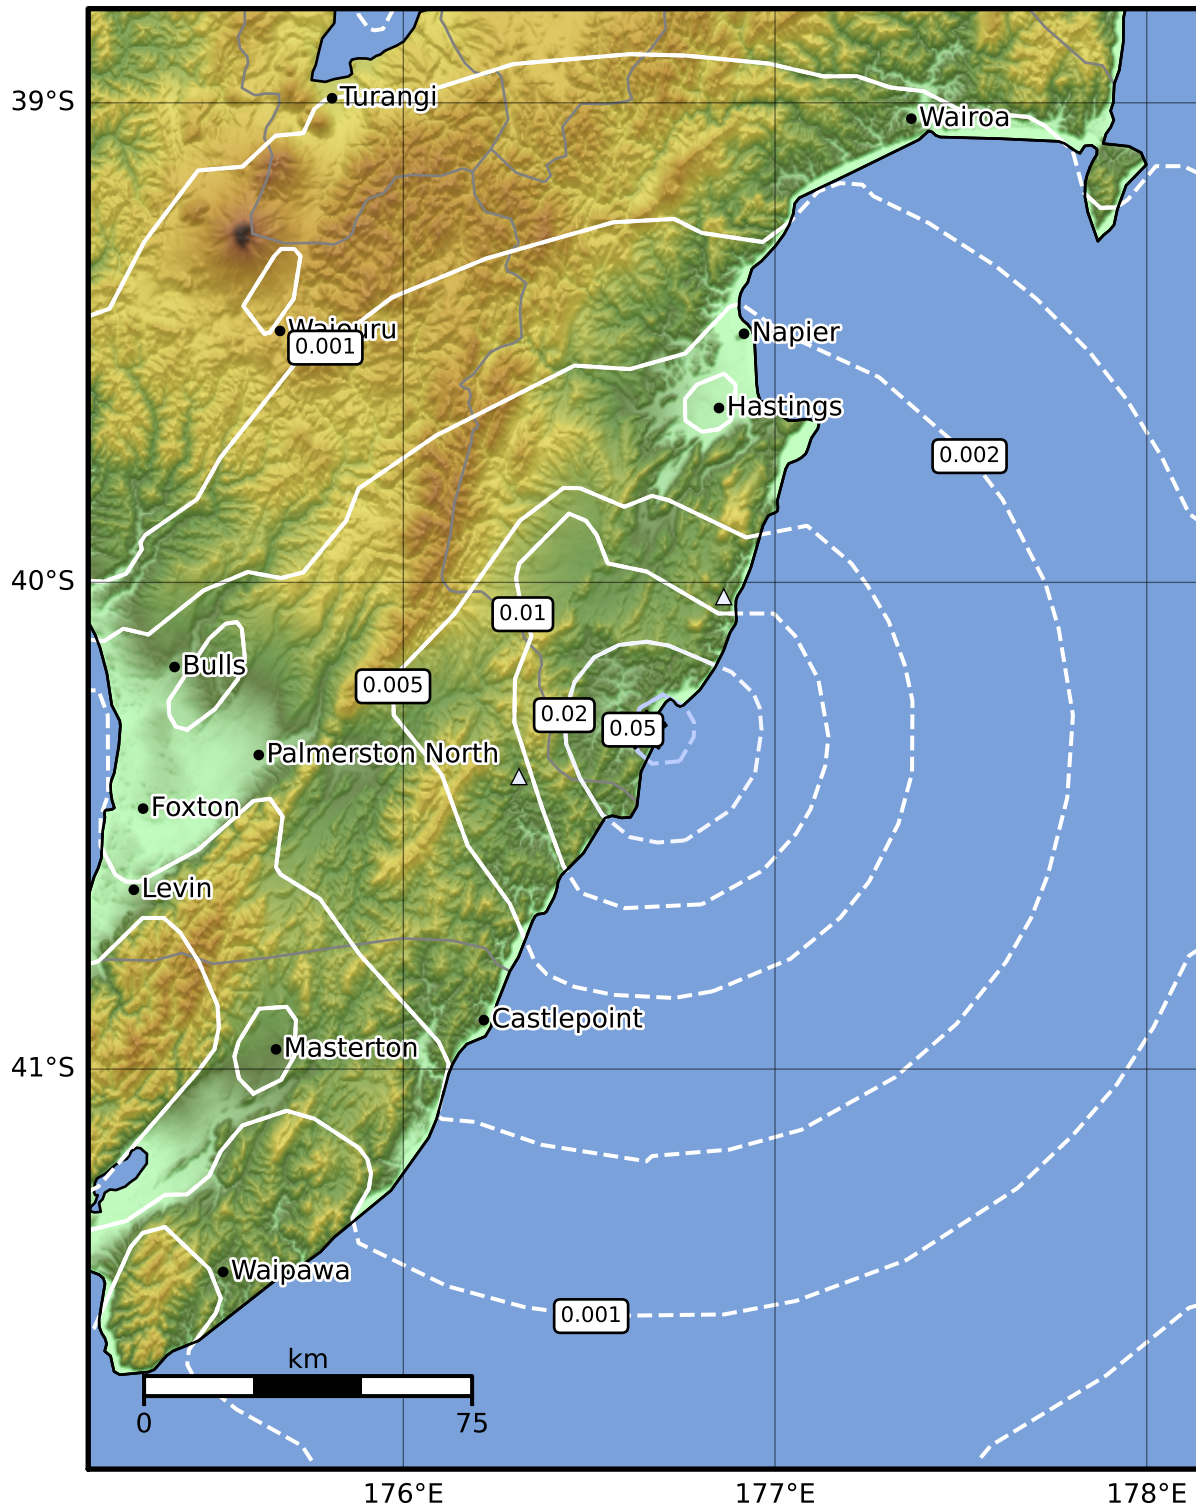 39°S
Turangi
Wairoa
Waiouru
0.001
Napier
Hastings
0.002
40°S
0.01
Bulls
0.005
0.02
0.05
Palmerston North
Foxton
Levin
Castlepoint
Masterton
41°S
Waipawa
0.001
km
0 75
176°E 177°E 178°E